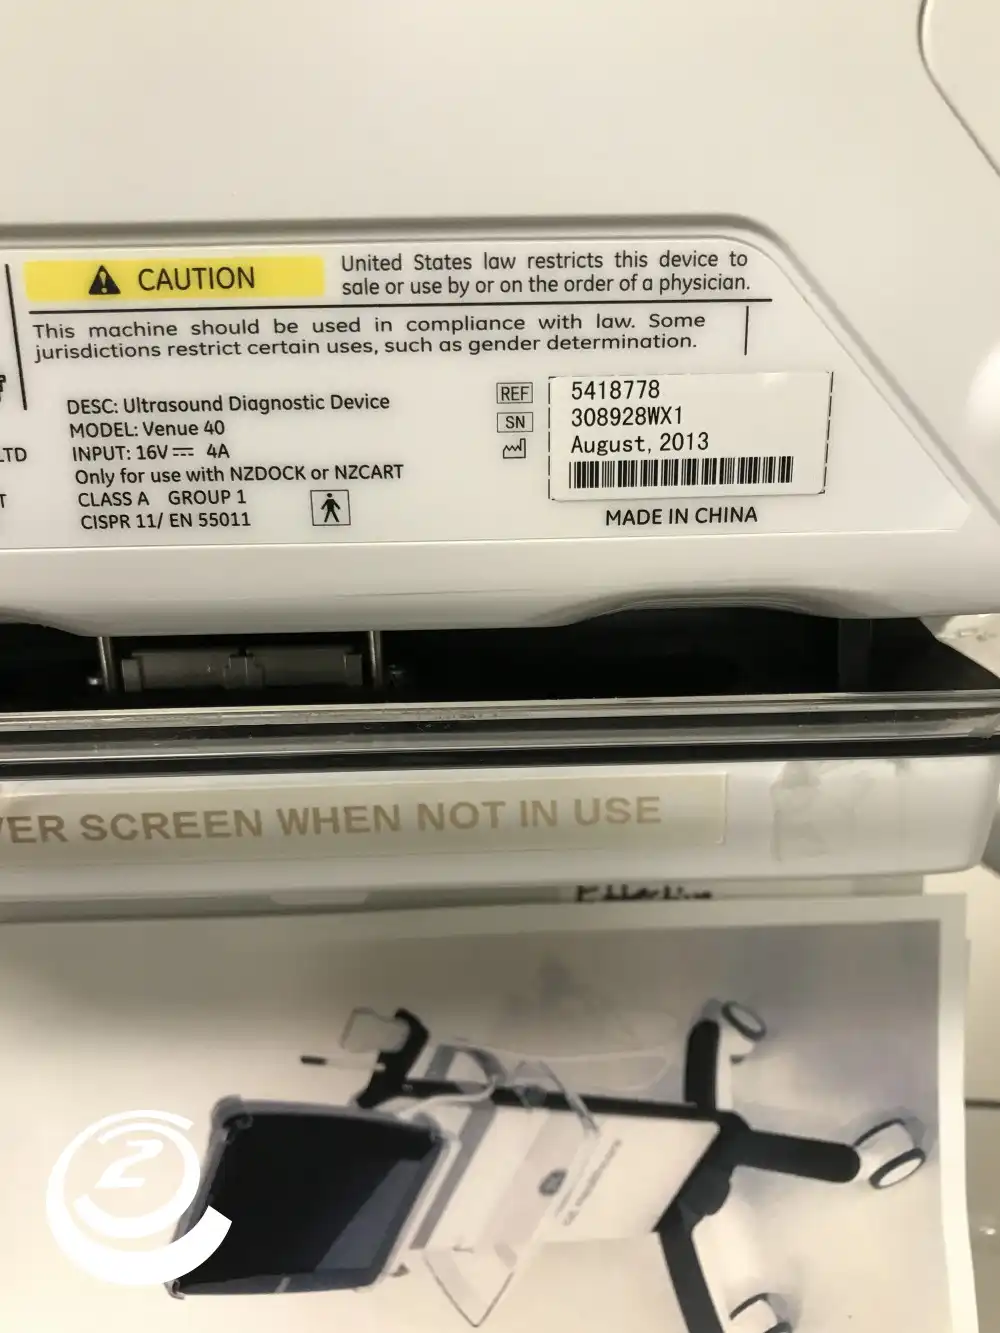 CAUTION
United States law restricts this device to
sale or use by or on the order of a physician.
This machine should be used in compliance with law. Some
jurisdictions restrict certain uses, such as gender determination.
LTD
T
DESC: Ultrasound Diagnostic Device
MODEL: Venue 40
INPUT: 16V⎓ 4A
Only for use with NZDOCK or NZCART
CLASS A GROUP 1
CISPR 11/ EN 55011
REF 5418778
SN 308928WX1
August, 2013
MADE IN CHINA
VER SCREEN WHEN NOT IN USE
GE Healthcare
2